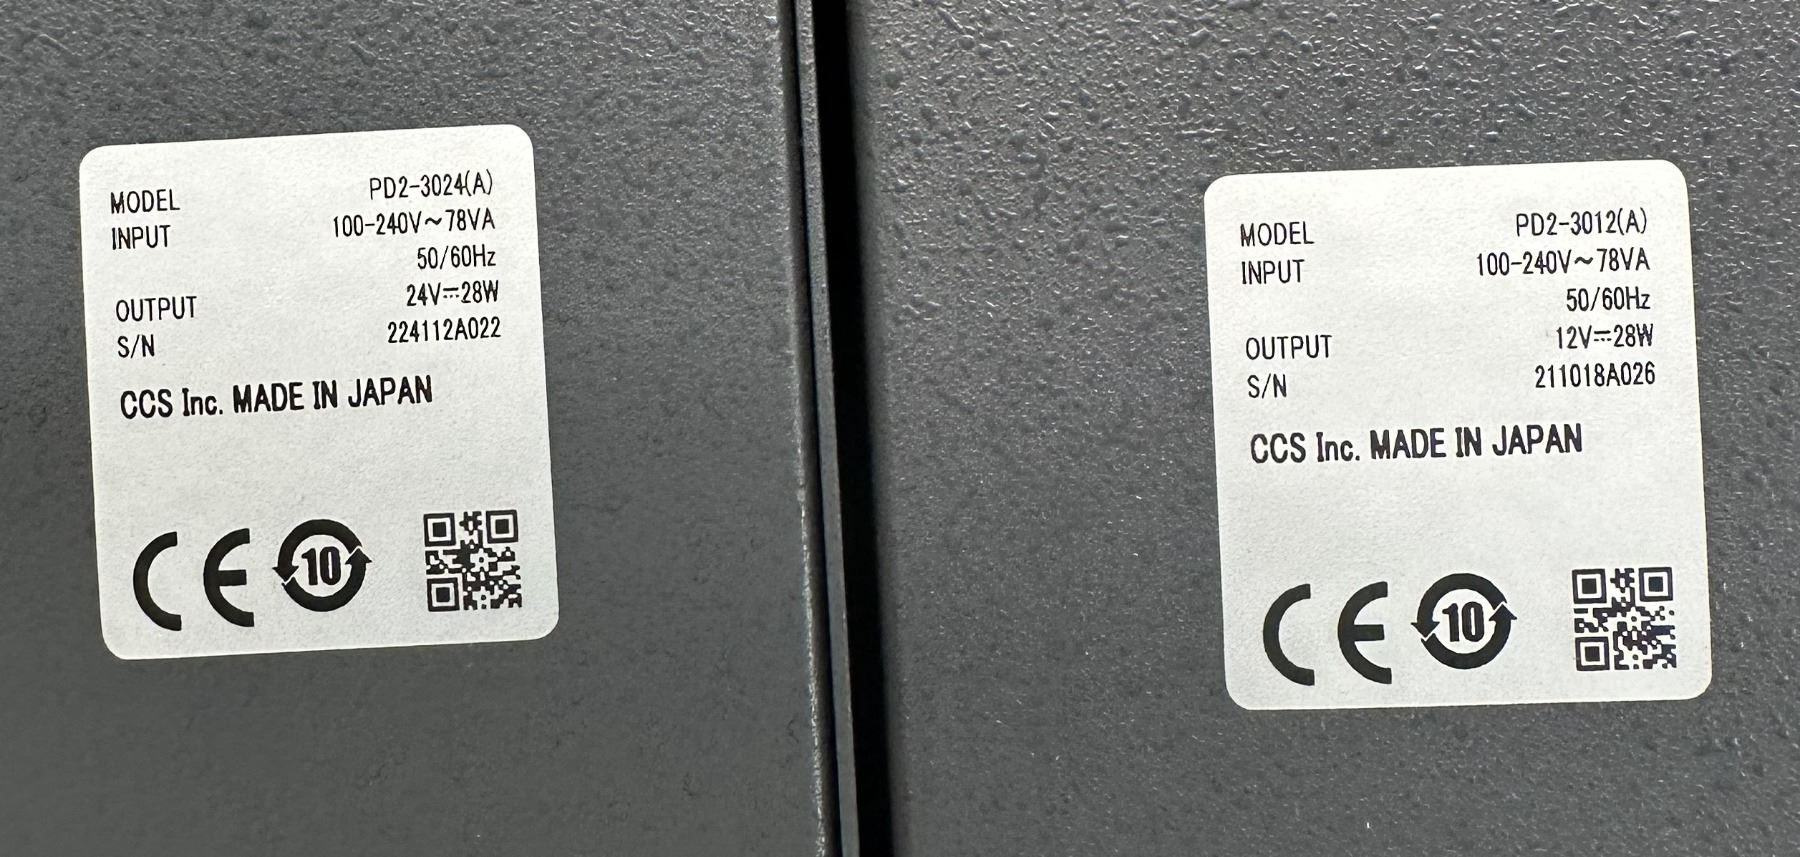 MODEL PD2-3024(A)
INPUT 100-240V～78VA
50/60Hz
OUTPUT 24V⎓28W
S/N 224112A022
CCS Inc. MADE IN JAPAN
CE 10
MODEL PD2-3012(A)
INPUT 100-240V～78VA
50/60Hz
OUTPUT 12V⎓28W
S/N 211018A026
CCS Inc. MADE IN JAPAN
CE 10